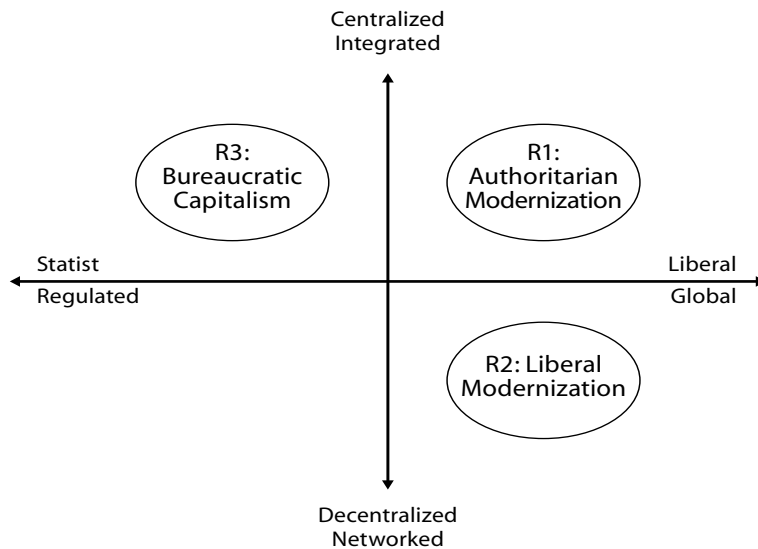 Centralized
Integrated
R3:
Bureaucratic
Capitalism
R1:
Authoritarian
Modernization
Statist
Regulated
Liberal
Global
R2: Liberal
Modernization
Decentralized
Networked